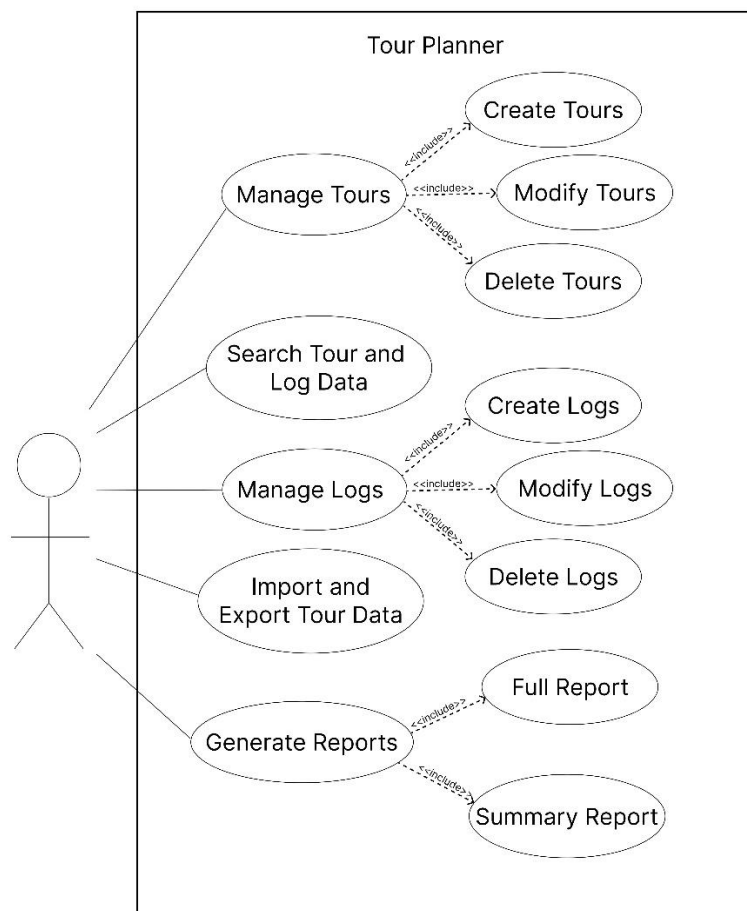 Tour Planner
Create Tours
<<include>>
Manage Tours
<<include>>
Modify Tours
<<include>>
Delete Tours
Search Tour and
Log Data
Create Logs
<<include>>
Manage Logs
<<include>>
Modify Logs
<<include>>
Delete Logs
Import and
Export Tour Data
Full Report
<<include>>
Generate Reports
<<include>>
Summary Report